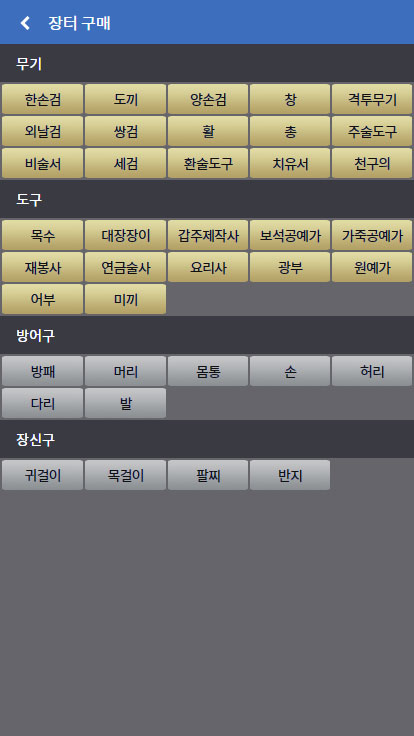 장터 구매
무기
한손검 도끼 양손검 창 격투무기
외날검 쌍검 활 총 주술도구
비술서 세검 환술도구 치유서 천구의
도구
목수 대장장이 갑주제작사 보석공예가 가죽공예가
재봉사 연금술사 요리사 광부 원예가
어부 미끼
방어구
방패 머리 몸통 손 허리
다리 발
장신구
귀걸이 목걸이 팔찌 반지